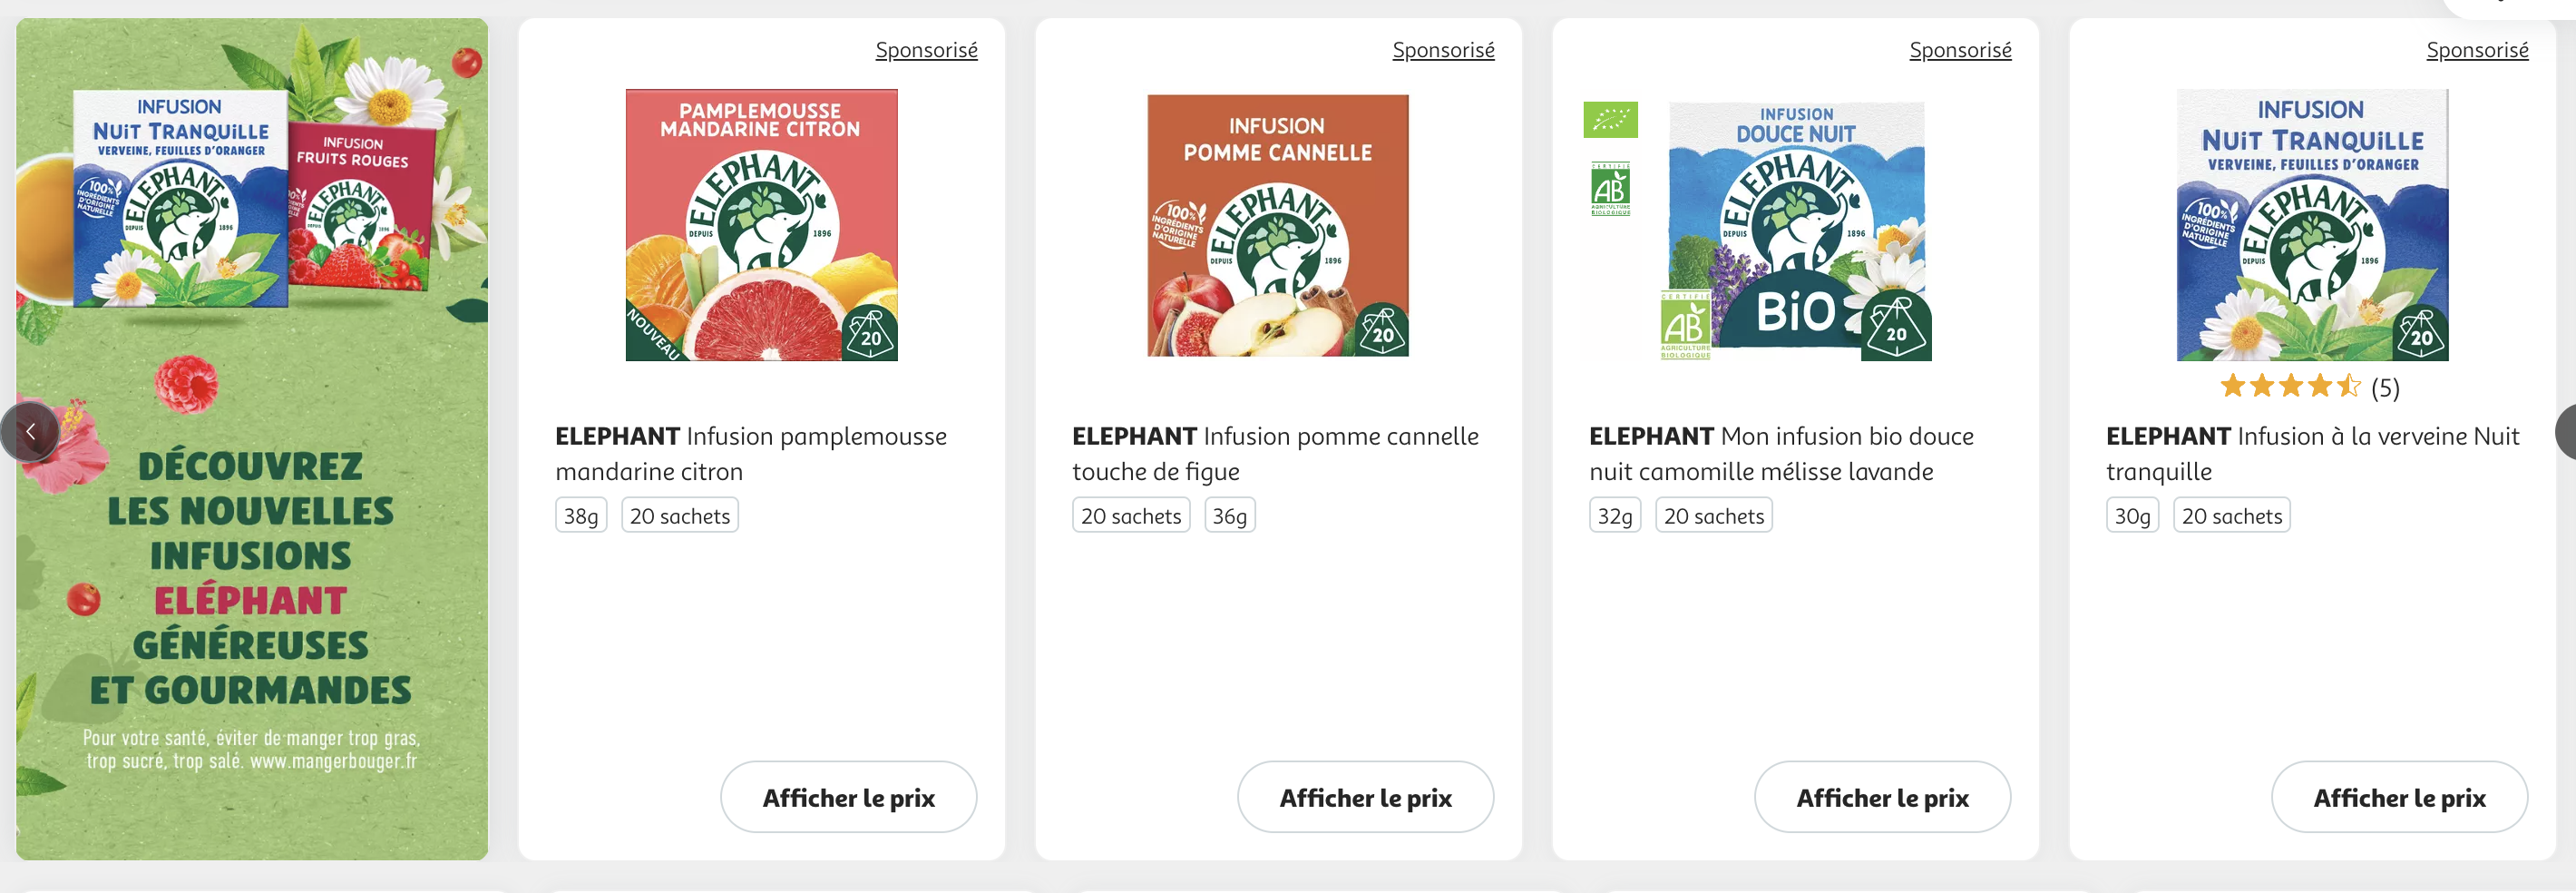 INFUSION
NUiT TRANQUiLLE
VERVEINE, FEUILLES D'ORANGER
100%
INGRÉDIENTS
D'ORIGINE
NATURELLE
ELEPHANT
DEPUIS 1896
INFUSION
FRUITS ROUGES
ELEPHANT
DEPUIS 1896
DÉCOUVREZ
LES NOUVELLES
INFUSIONS
ELÉPHANT
GÉNÉREUSES
ET GOURMANDES
Pour votre santé, éviter de manger trop gras,
trop sucré, trop salé. www.mangerbouger.fr
Sponsorisé
PAMPLEMOUSSE
MANDARINE CITRON
ELEPHANT
DEPUIS 1896
NOUVEAU
20
ELEPHANT Infusion pamplemousse
mandarine citron
38g 20 sachets
Afficher le prix
Sponsorisé
INFUSION
POMME CANNELLE
100%
INGRÉDIENTS
D'ORIGINE
NATURELLE
ELEPHANT
DEPUIS 1896
20
ELEPHANT Infusion pomme cannelle
touche de figue
20 sachets 36g
Afficher le prix
Sponsorisé
CERTIFIÉ
AB
AGRICULTURE
BIOLOGIQUE
INFUSION
DOUCE NUIT
ELEPHANT
DEPUIS 1896
BiO
CERTIFIÉ
AB
AGRICULTURE
BIOLOGIQUE
20
ELEPHANT Mon infusion bio douce
nuit camomille mélisse lavande
32g 20 sachets
Afficher le prix
Sponsorisé
INFUSION
NUiT TRANQUiLLE
VERVEINE, FEUILLES D'ORANGER
100%
INGRÉDIENTS
D'ORIGINE
NATURELLE
ELEPHANT
DEPUIS 1896
20
(5)
ELEPHANT Infusion à la verveine Nuit
tranquille
30g 20 sachets
Afficher le prix